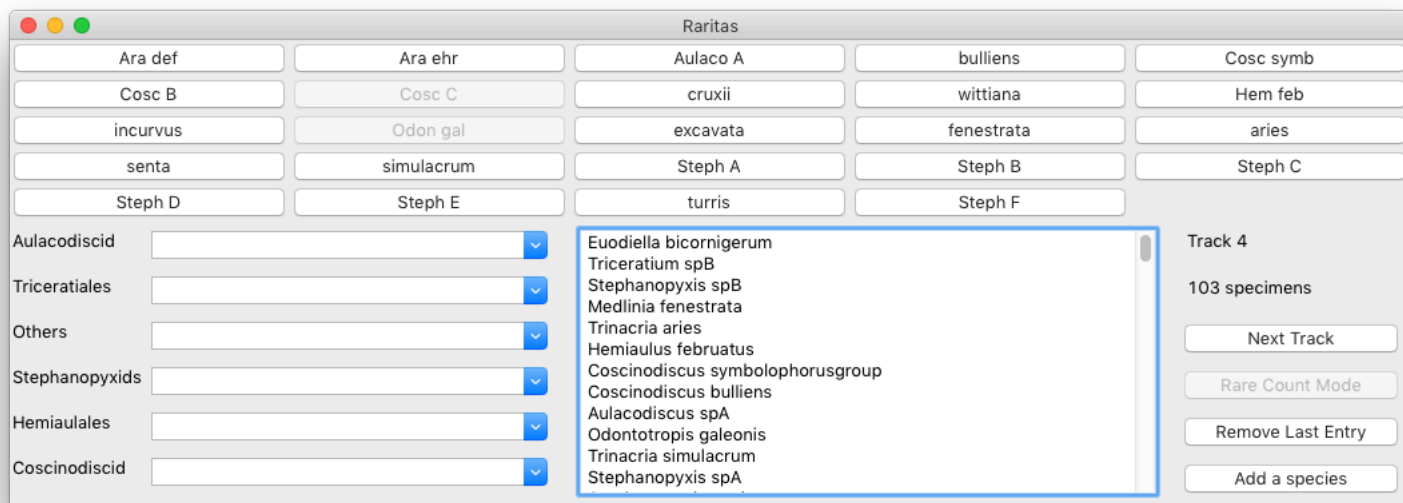 Raritas
Ara def Ara ehr Aulaco A bulliens Cosc symb
Cosc B Cosc C cruxii wittiana Hem feb
incurvus Odon gal excavata fenestrata aries
senta simulacrum Steph A Steph B Steph C
Steph D Steph E turris Steph F
Aulacodiscid
Triceratiales
Others
Stephanopyxids
Hemiaulales
Coscinodiscid
Euodiella bicornigerum
Triceratium spB
Stephanopyxis spB
Medlinia fenestrata
Trinacria aries
Hemiaulus februatus
Coscinodiscus symbolophorusgroup
Coscinodiscus bulliens
Aulacodiscus spA
Odontotropis galeonis
Trinacria simulacrum
Stephanopyxis spA
Track 4
103 specimens
Next Track
Rare Count Mode
Remove Last Entry
Add a species